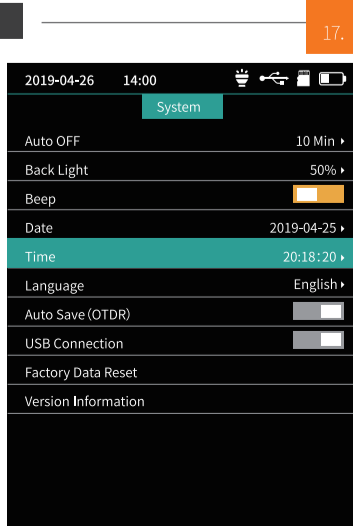 17.
2019-04-26 14:00
System
Auto OFF 10 Min
Back Light 50%
Beep
Date 2019-04-25
Time 20:18:20
Language English
Auto Save(OTDR)
USB Connection
Factory Data Reset
Version Information